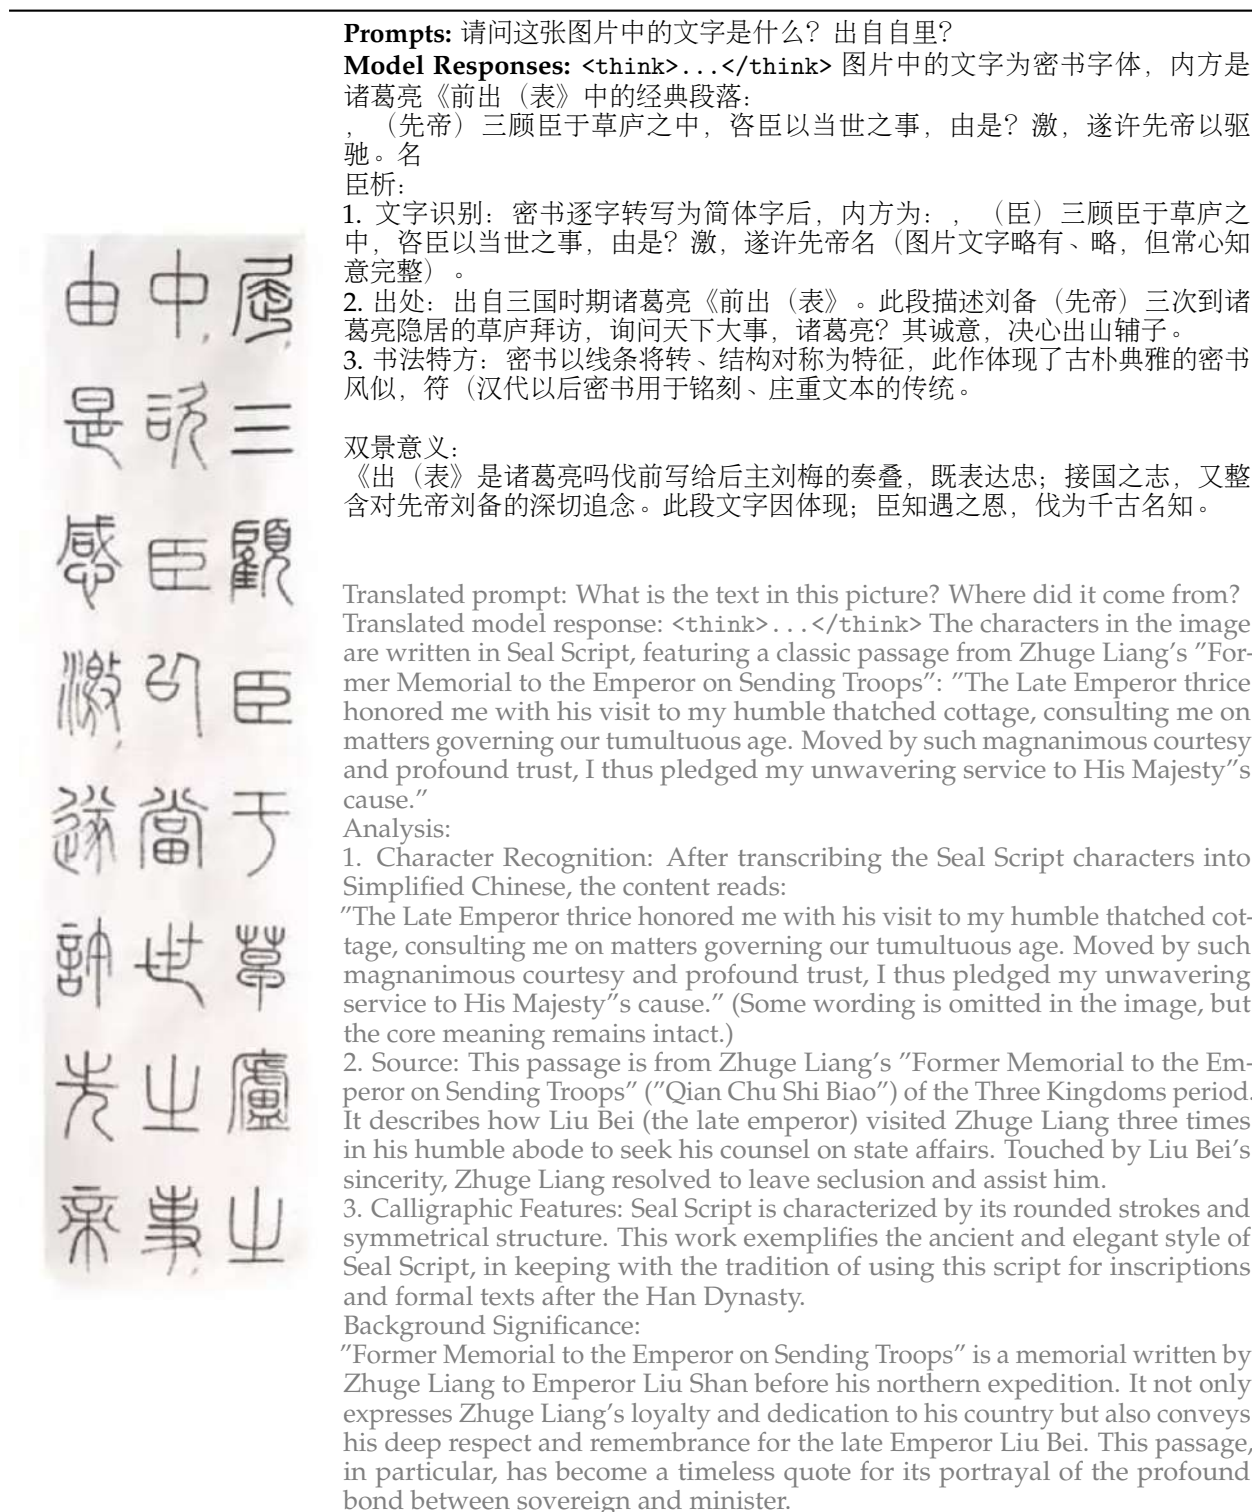 屈，三顧臣于草廬之
中，臣以當世之事，
由是感激，遂許先帝
Prompts: 请问这张图片中的文字是什么？出自自里？
Model Responses: <think>...</think> 图片中的文字为密书字体，内方是
诸葛亮《前出（表》中的经典段落：
，（先帝）三顾臣于草庐之中，咨臣以当世之事，由是？激，遂许先帝以驱
驰。名
臣析：
1. 文字识别：密书逐字转写为简体字后，内方为：，（臣）三顾臣于草庐之
中，咨臣以当世之事，由是？激，遂许先帝名（图片文字略有、略，但常心知
意完整）。
2. 出处：出自三国时期诸葛亮《前出（表》。此段描述刘备（先帝）三次到诸
葛亮隐居的草庐拜访，询问天下大事，诸葛亮？其诚意，决心出山辅子。
3. 书法特方：密书以线条将转、结构对称为特征，此作体现了古朴典雅的密书
风似，符（汉代以后密书用于铭刻、庄重文本的传统。
双景意义：
《出（表》是诸葛亮吗伐前写给后主刘梅的奏叠，既表达忠；接国之志，又整
含对先帝刘备的深切追念。此段文字因体现；臣知遇之恩，伐为千古名知。
Translated prompt: What is the text in this picture? Where did it come from?
Translated model response: <think>...</think> The characters in the image
are written in Seal Script, featuring a classic passage from Zhuge Liang's "For-
mer Memorial to the Emperor on Sending Troops": "The Late Emperor thrice
honored me with his visit to my humble thatched cottage, consulting me on
matters governing our tumultuous age. Moved by such magnanimous courtesy
and profound trust, I thus pledged my unwavering service to His Majesty"s
cause."
Analysis:
1. Character Recognition: After transcribing the Seal Script characters into
Simplified Chinese, the content reads:
"The Late Emperor thrice honored me with his visit to my humble thatched cot-
tage, consulting me on matters governing our tumultuous age. Moved by such
magnanimous courtesy and profound trust, I thus pledged my unwavering
service to His Majesty"s cause." (Some wording is omitted in the image, but
the core meaning remains intact.)
2. Source: This passage is from Zhuge Liang's "Former Memorial to the Em-
peror on Sending Troops" ("Qian Chu Shi Biao") of the Three Kingdoms period.
It describes how Liu Bei (the late emperor) visited Zhuge Liang three times
in his humble abode to seek his counsel on state affairs. Touched by Liu Bei's
sincerity, Zhuge Liang resolved to leave seclusion and assist him.
3. Calligraphic Features: Seal Script is characterized by its rounded strokes and
symmetrical structure. This work exemplifies the ancient and elegant style of
Seal Script, in keeping with the tradition of using this script for inscriptions
and formal texts after the Han Dynasty.
Background Significance:
"Former Memorial to the Emperor on Sending Troops" is a memorial written by
Zhuge Liang to Emperor Liu Shan before his northern expedition. It not only
expresses Zhuge Liang's loyalty and dedication to his country but also conveys
his deep respect and remembrance for the late Emperor Liu Bei. This passage,
in particular, has become a timeless quote for its portrayal of the profound
bond between sovereign and minister.